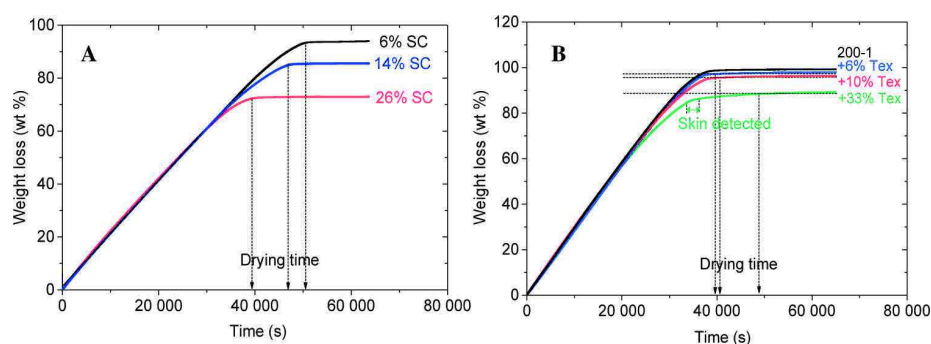 A
100
80
60
40
20
0
Weight loss (wt %)
6% SC
14% SC
26% SC
Drying time
0 20 000 40 000 60 000 80 000
Time (s)
B
120
100
80
60
40
20
0
Weight loss (wt %)
200-1
+6% Tex
+10% Tex
+33% Tex
Skin detected
Drying time
0 20 000 40 000 60 000 80 000
Time (s)